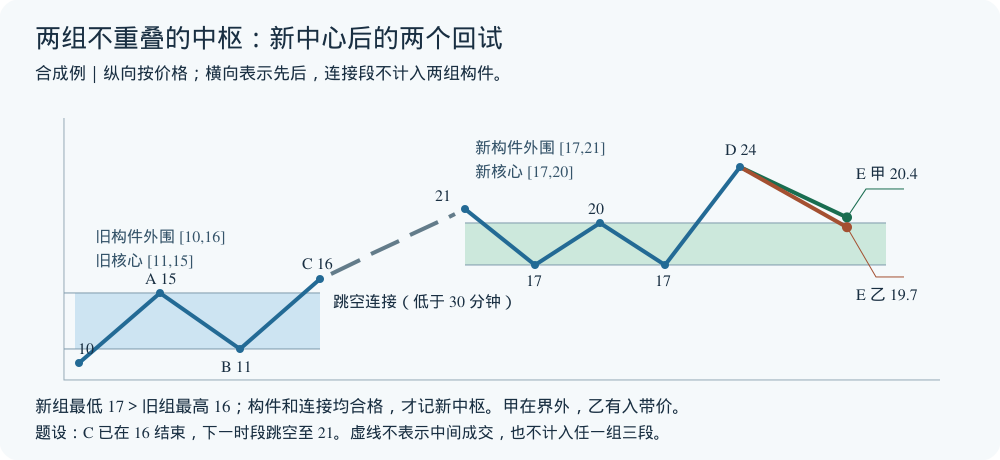 两组不重叠的中枢：新中心后的两个回试
合成例｜纵向按价格；横向表示先后，连接段不计入两组构件。
新构件外围 [17,21]
新核心 [17,20]
D 24
E 甲 20.4
21
20
旧构件外围 [10,16]
旧核心 [11,15]
A 15
C 16
17
17
跳空连接（低于 30 分钟）
E 乙 19.7
10
B 11
新组最低 17 > 旧组最高 16；构件和连接均合格，才记新中枢。甲在界外，乙有入带价。
题设：C 已在 16 结束，下一时段跳空至 21。虚线不表示中间成交，也不计入任一组三段。